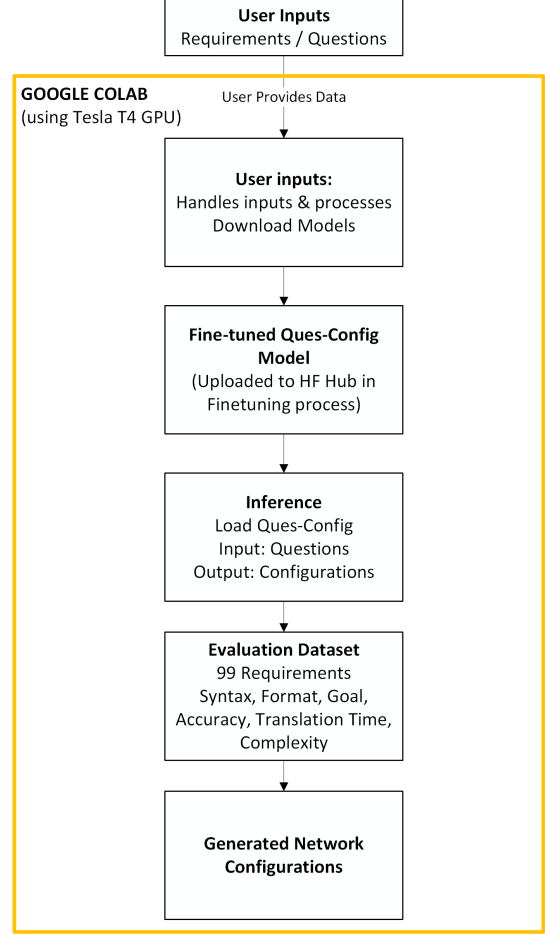 User Inputs
Requirements / Questions
GOOGLE COLAB
(using Tesla T4 GPU)
User Provides Data
User inputs:
Handles inputs & processes
Download Models
Fine-tuned Ques-Config
Model
(Uploaded to HF Hub in
Finetuning process)
Inference
Load Ques-Config
Input: Questions
Output: Configurations
Evaluation Dataset
99 Requirements
Syntax, Format, Goal,
Accuracy, Translation Time,
Complexity
Generated Network
Configurations